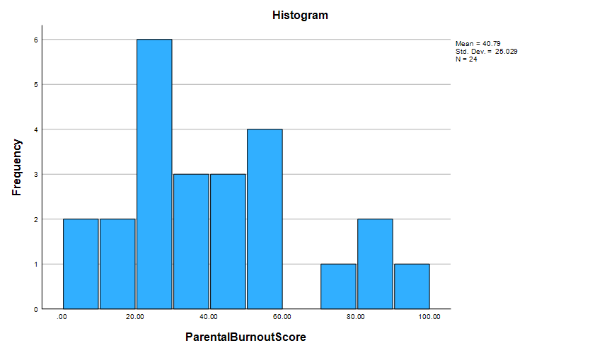 Histogram
Mean = 40.79
Std. Dev. = 26.029
N = 24
Frequency
6
5
4
3
2
1
0
.00
20.00
40.00
60.00
80.00
100.00
ParentalBurnoutScore